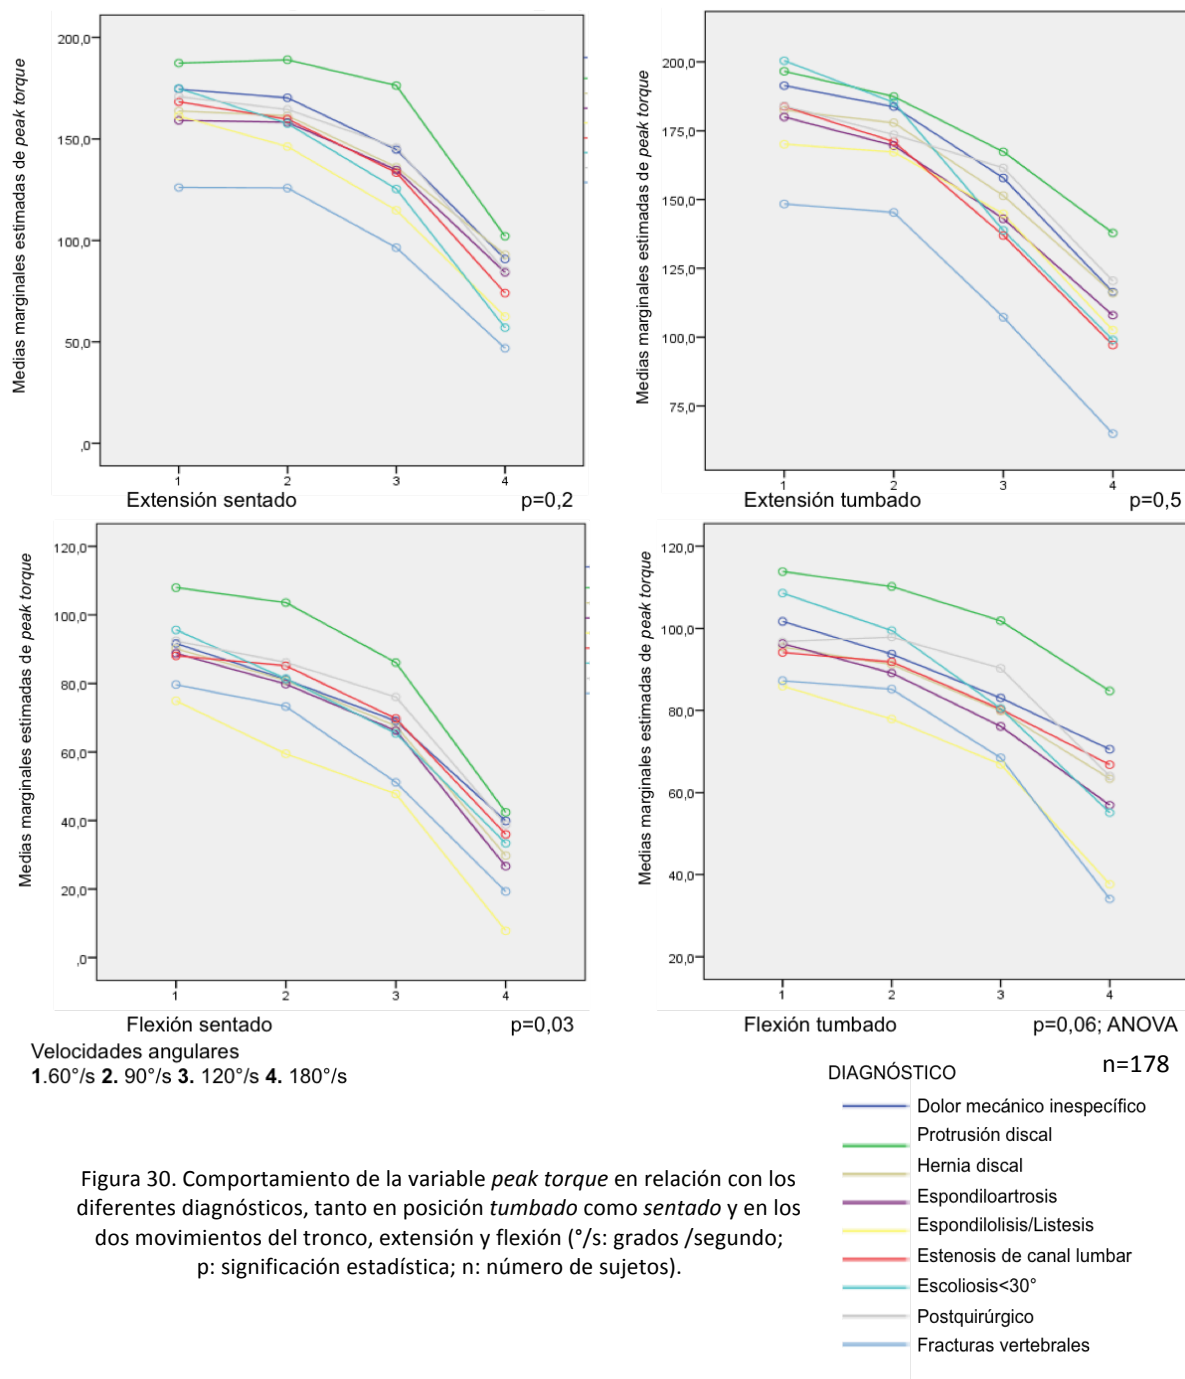 Medias marginales estimadas de peak torque
200,0
150,0
100,0
50,0
,0
1 2 3 4
Extensión sentado p=0,2
Medias marginales estimadas de peak torque
200,0
175,0
150,0
125,0
100,0
75,0
1 2 3 4
Extensión tumbado p=0,5
Medias marginales estimadas de peak torque
120,0
100,0
80,0
60,0
40,0
20,0
,0
1 2 3 4
Flexión sentado p=0,03
Medias marginales estimadas de peak torque
120,0
100,0
80,0
60,0
40,0
20,0
1 2 3 4
Flexión tumbado p=0,06; ANOVA
Velocidades angulares
1.60°/s 2. 90°/s 3. 120°/s 4. 180°/s
n=178
DIAGNÓSTICO
Dolor mecánico inespecífico
Protrusión discal
Hernia discal
Espondiloartrosis
Espondilolisis/Listesis
Estenosis de canal lumbar
Escoliosis<30°
Postquirúrgico
Fracturas vertebrales
Figura 30. Comportamiento de la variable peak torque en relación con los
diferentes diagnósticos, tanto en posición tumbado como sentado y en los
dos movimientos del tronco, extensión y flexión (°/s: grados /segundo;
p: significación estadística; n: número de sujetos).